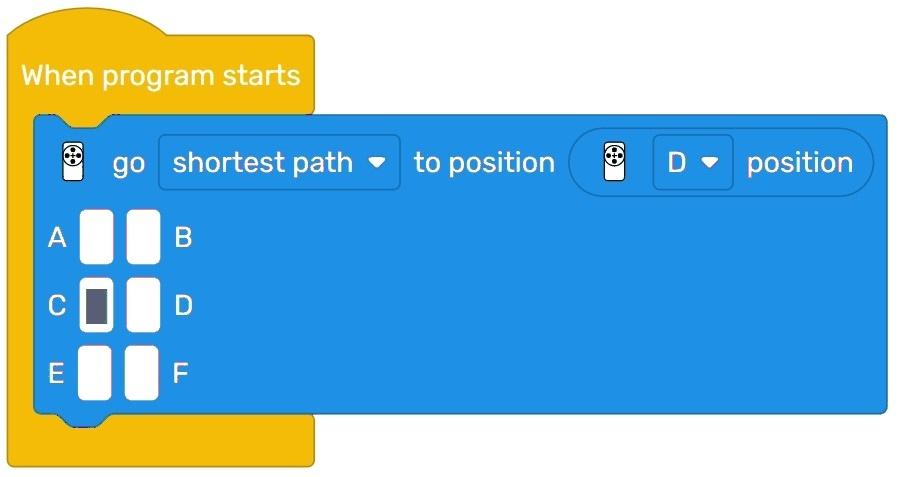 When program starts
go shortest path to position D position
A B
C D
E F